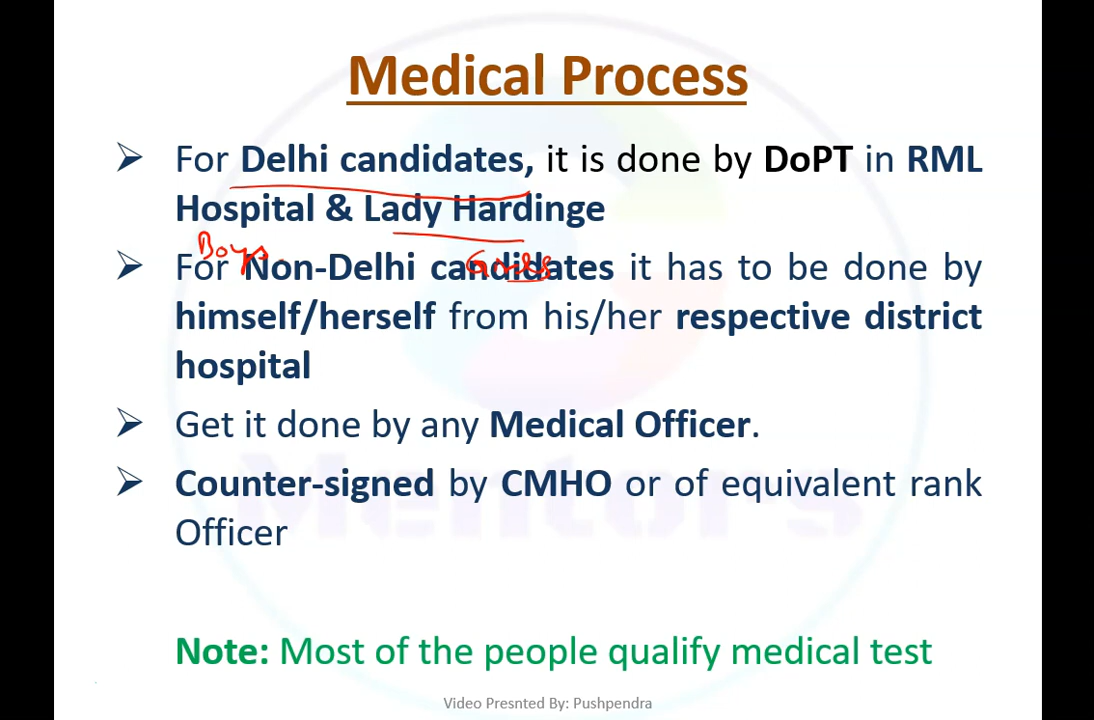 Medical Process
➢ For Delhi candidates, it is done by DoPT in RML
Hospital & Lady Hardinge
Boys Girls
➢ For Non-Delhi candidates it has to be done by
himself/herself from his/her respective district
hospital
➢ Get it done by any Medical Officer.
➢ Counter-signed by CMHO or of equivalent rank
Officer
Mentors
Note: Most of the people qualify medical test
Video Presnted By: Pushpendra